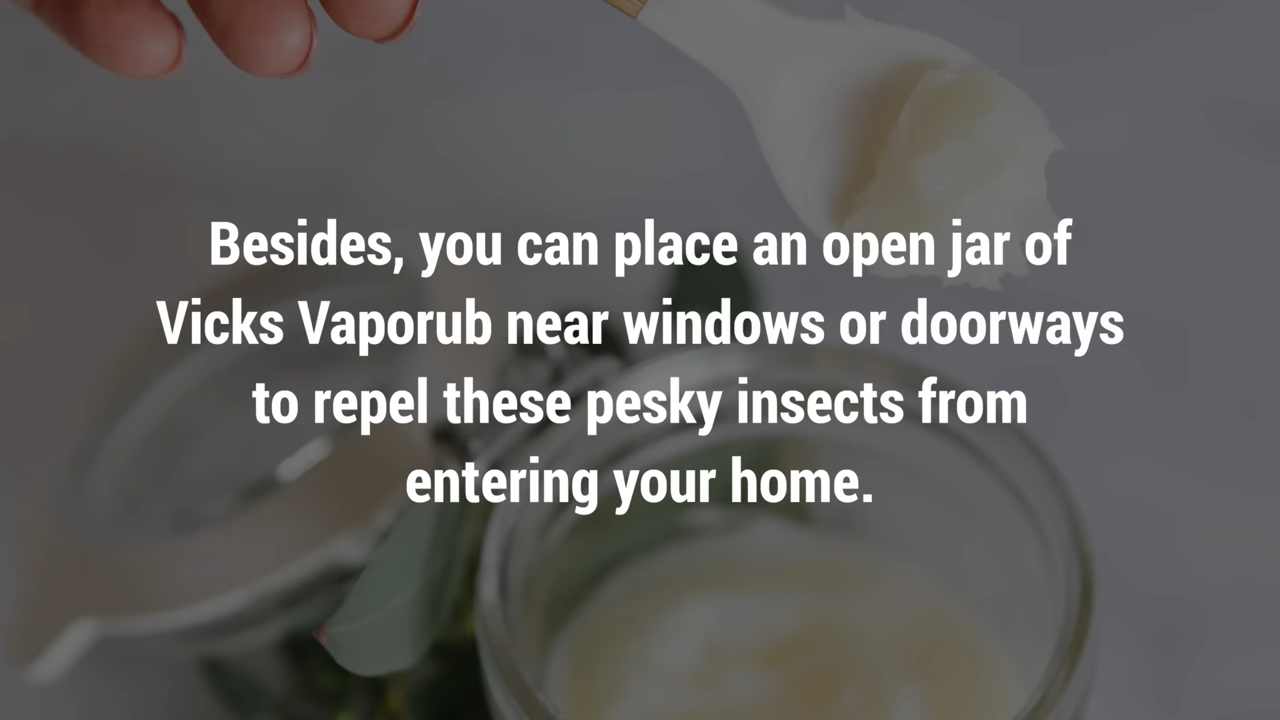 Besides, you can place an open jar of
Vicks Vaporub near windows or doorways
to repel these pesky insects from
entering your home.